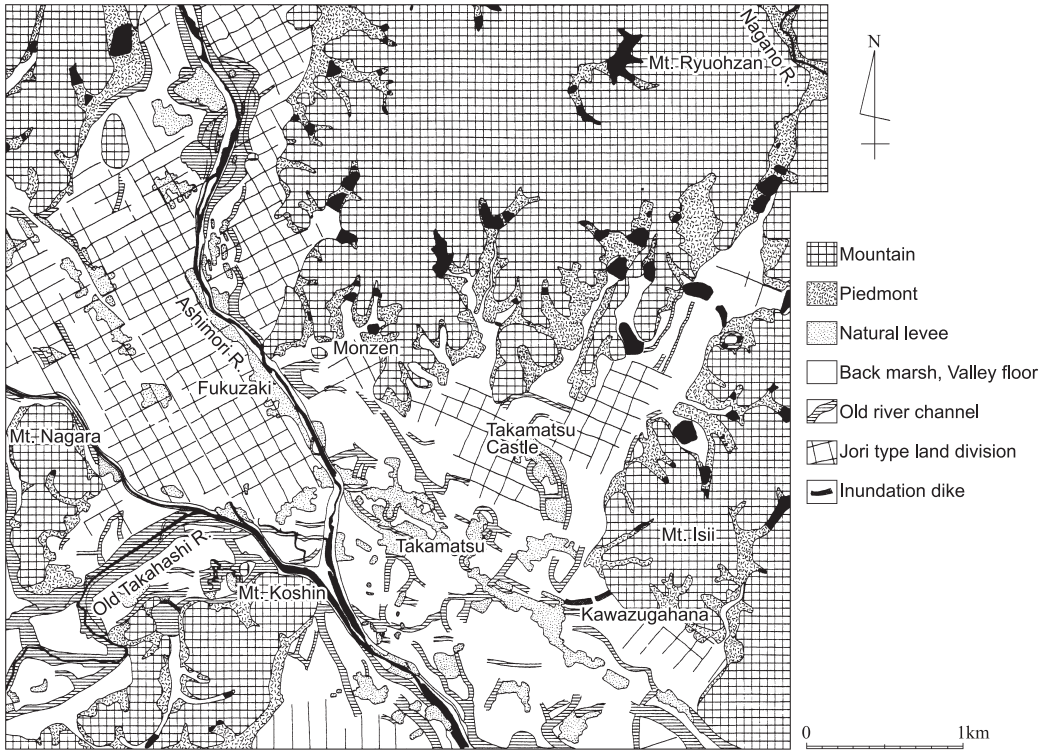 Nagano R.
Mt. Ryuohzan
N
Ashimori R.
Monzen
Fukuzaki
Mt. Nagara
Takamatsu
Castle
Takamatsu
Mt. Isii
Old Takahashi R.
Mt. Koshin
Kawazugahana
Mountain
Piedmont
Natural levee
Back marsh, Valley floor
Old river channel
Jori type land division
Inundation dike
0 1km